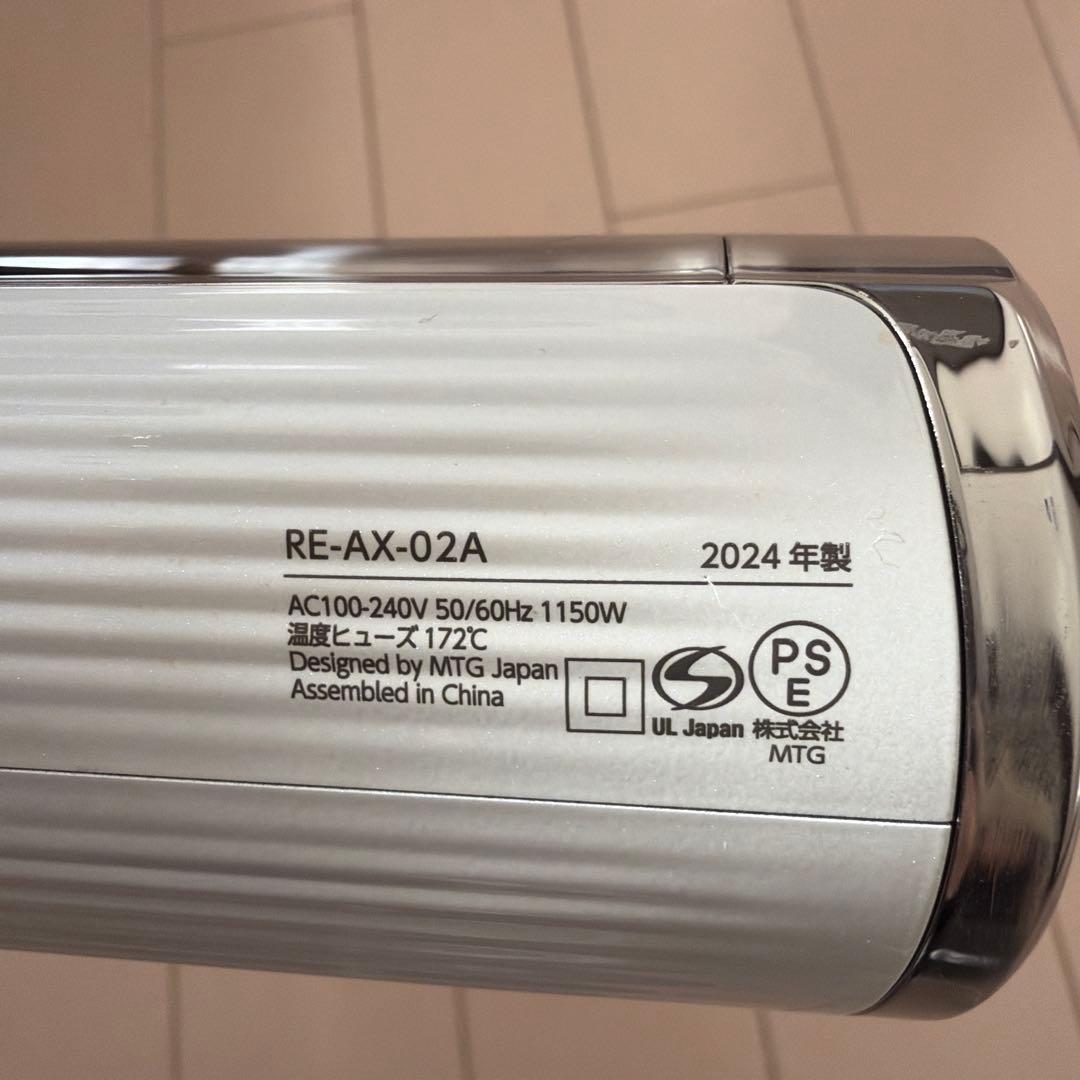 RE-AX-02A 2024 年製
AC100-240V 50/60Hz 1150W
温度ヒューズ 172℃
Designed by MTG Japan
Assembled in China
PS
E
UL Japan 株式会社
MTG